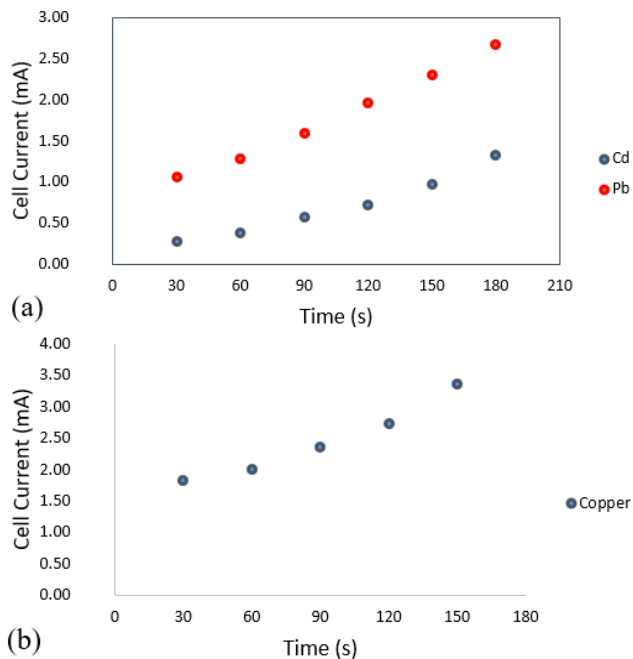 3.00
2.50
2.00
1.50
1.00
0.50
0.00
Cell Current (mA)
0 30 60 90 120 150 180 210
Time (s)
Cd
Pb
(a)
4.00
3.50
3.00
2.50
2.00
1.50
1.00
0.50
0.00
Cell Current (mA)
0 30 60 90 120 150 180
Time (s)
Copper
(b)